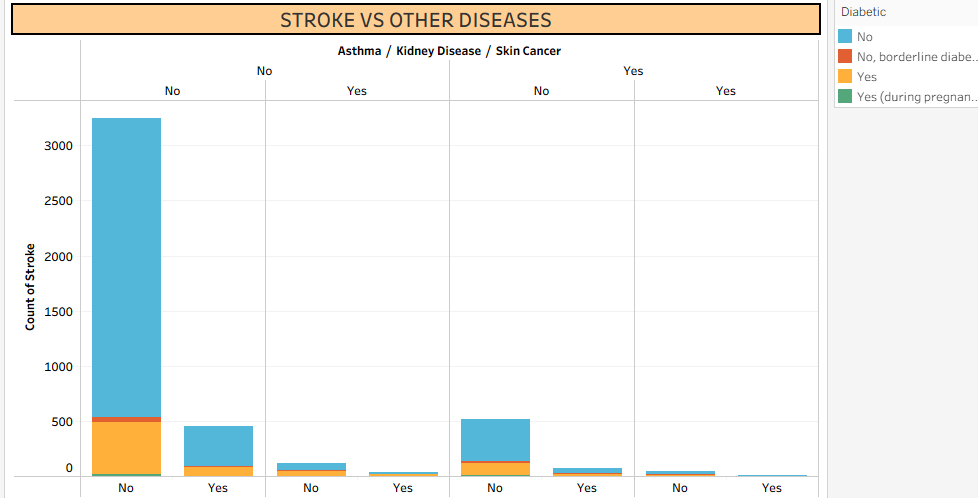 STROKE VS OTHER DISEASES
Asthma / Kidney Disease / Skin Cancer
No Yes
No Yes No Yes
3000
2500
2000
1500
1000
500
0
Count of Stroke
No Yes No Yes No Yes No Yes
Diabetic
No
No, borderline diabe..
Yes
Yes (during pregnan..